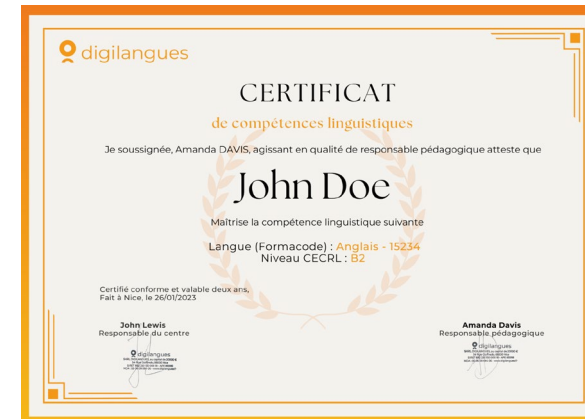 digilangues
CERTIFICAT
de compétences linguistiques
Je soussignée, Amanda DAVIS, agissant en qualité de responsable pédagogique atteste que
John Doe
Maîtrise la compétence linguistique suivante
Langue (Formacode) : Anglais - 15234
Niveau CECRL : B2
Certifié conforme et valable deux ans,
Fait à Nice, le 26/01/2023
John Lewis
Responsable du centre
digilangues
Amanda Davis
Responsable pédagogique
digilangues